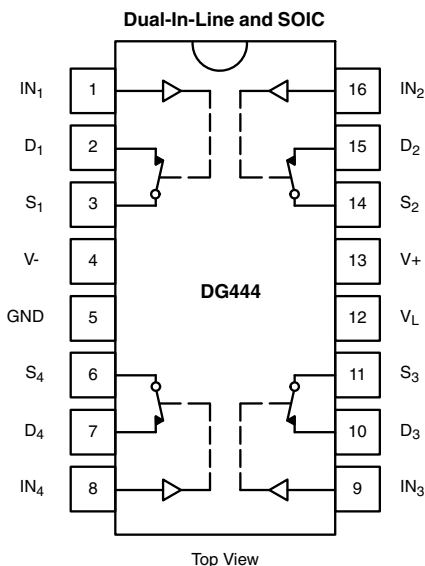 Dual-In-Line and SOIC
IN1 1 16 IN2
D1 2 15 D2
S1 3 14 S2
V- 4 13 V+
DG444
GND 5 12 VL
S4 6 11 S3
D4 7 10 D3
IN4 8 9 IN3
Top View